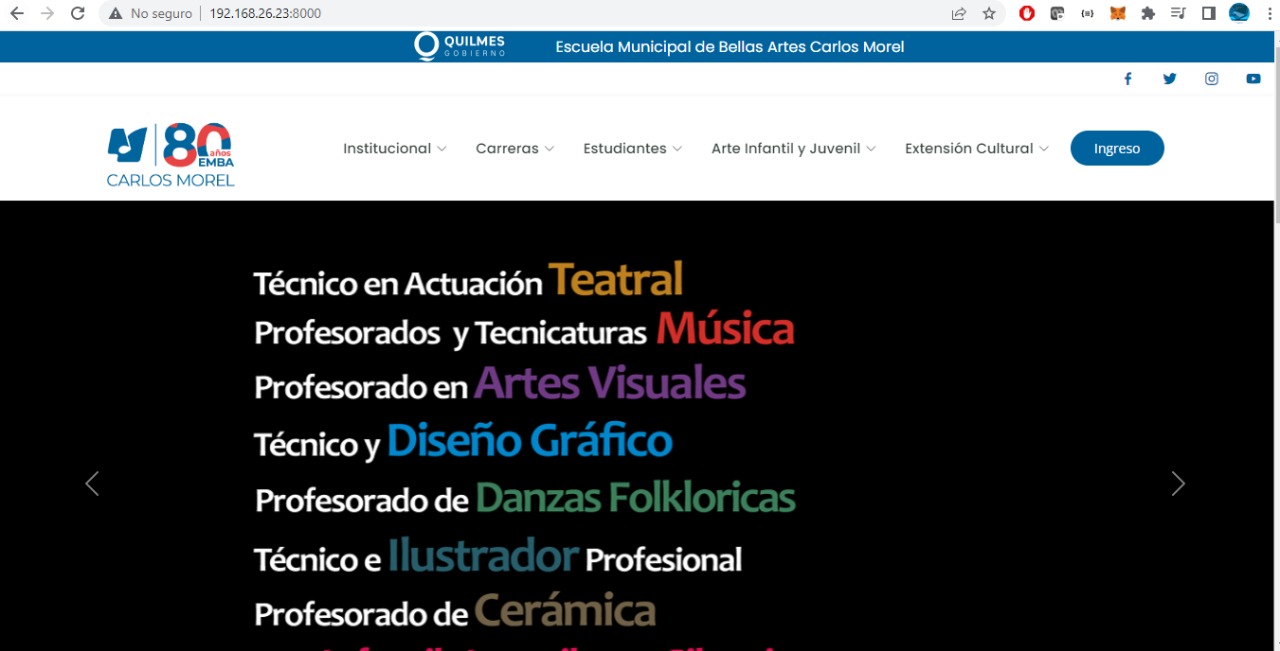 No seguro
192.168.26.23:8000
QUILMES
GOBIERNO
Escuela Municipal de Bellas Artes Carlos Morel
80
años
EMBA
CARLOS MOREL
Institucional
Carreras
Estudiantes
Arte Infantil y Juvenil
Extensión Cultural
Ingreso
Técnico en Actuación Teatral
Profesorados y Tecnicaturas Música
Profesorado en Artes Visuales
Técnico y Diseño Gráfico
Profesorado de Danzas Folkloricas
Técnico e Ilustrador Profesional
Profesorado de Cerámica